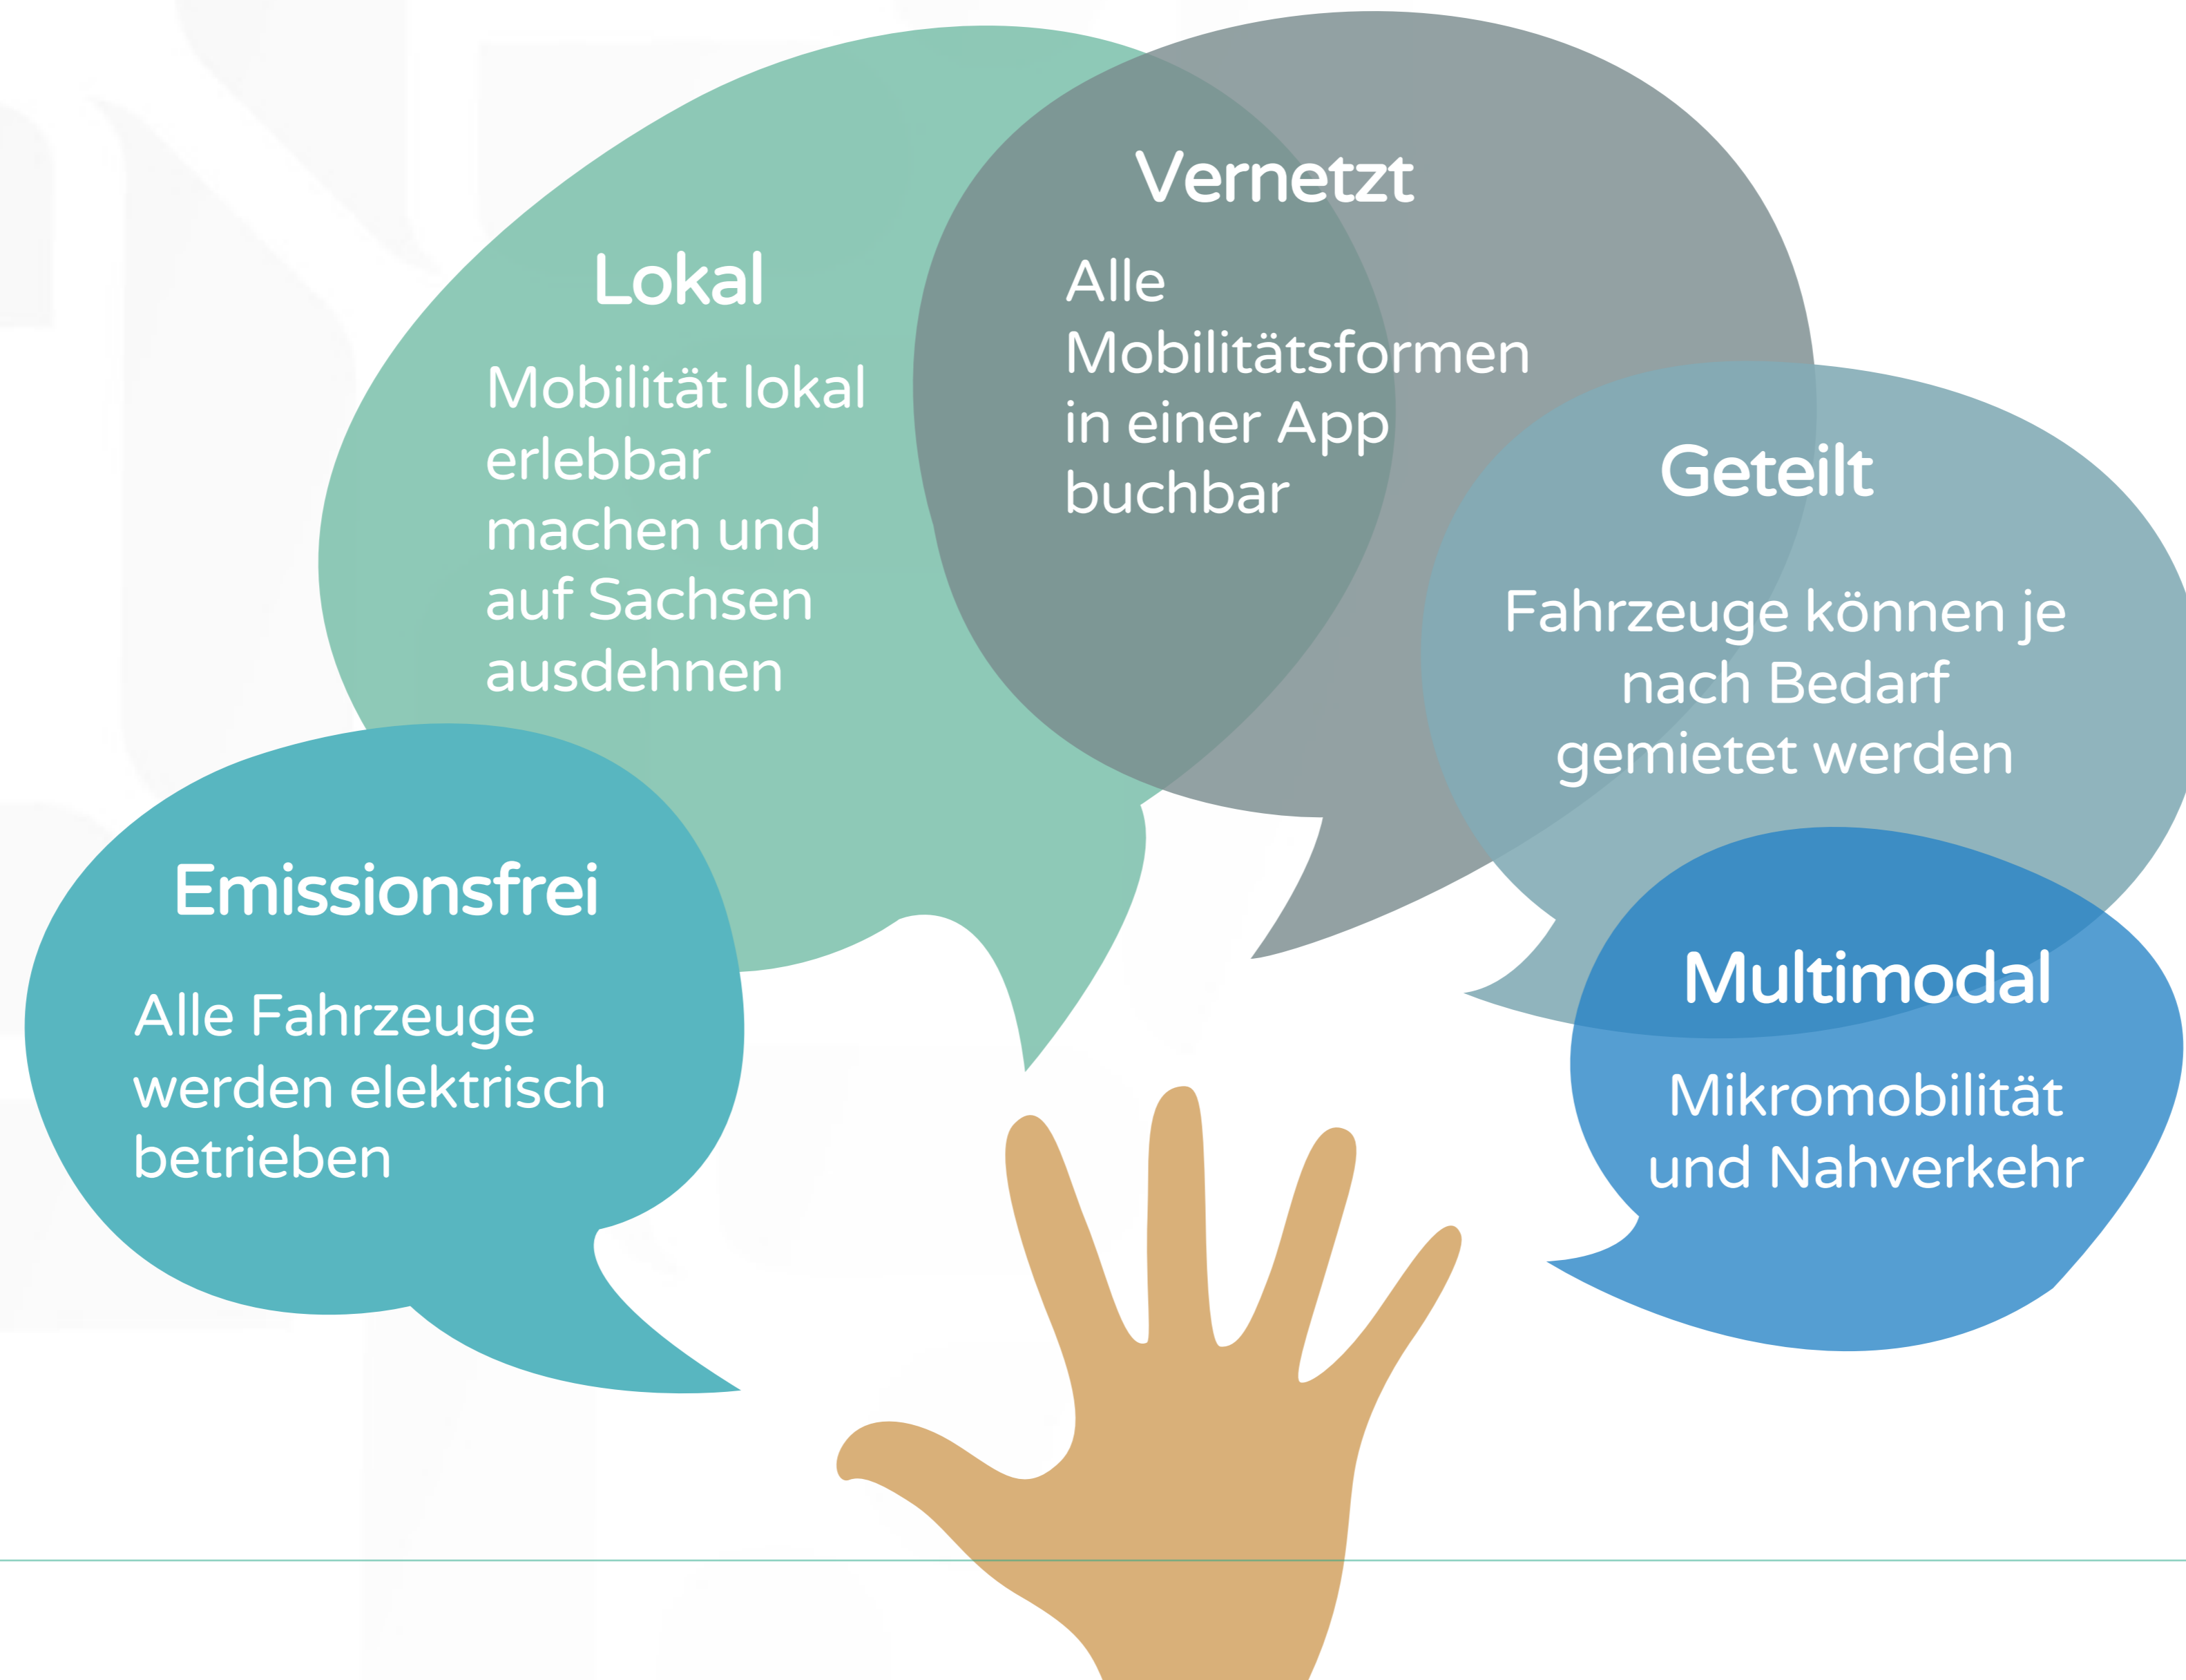 Vernetzt
Alle
Mobilitätsformen
in einer App
buchbar
Lokal
Mobilität lokal
erlebbar
machen und
auf Sachsen
ausdehnen
Geteilt
Fahrzeuge können je
nach Bedarf
gemietet werden
Emissionsfrei
Alle Fahrzeuge
werden elektrisch
betrieben
Multimodal
Mikromobilität
und Nahverkehr